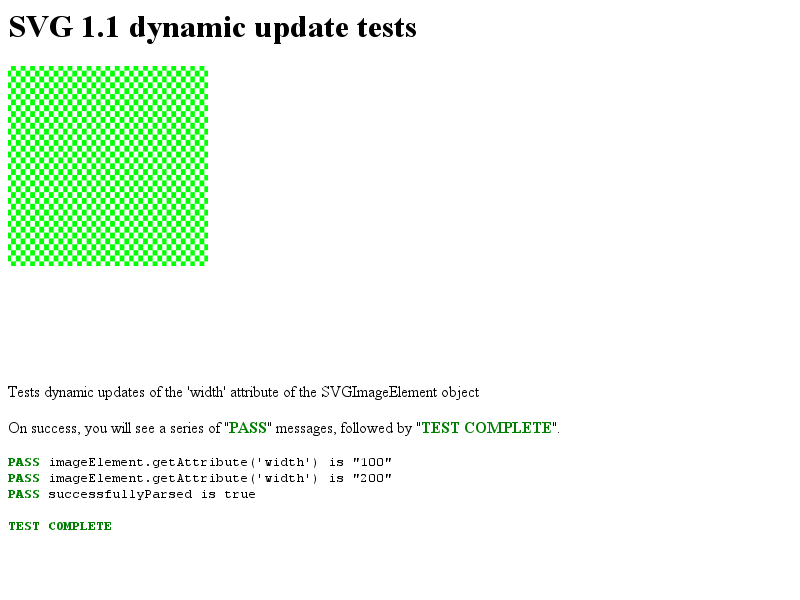 SVG 1.1 dynamic update tests
Tests dynamic updates of the 'width' attribute of the SVGImageElement object
On success, you will see a series of "PASS" messages, followed by "TEST COMPLETE".
PASS imageElement.getAttribute('width') is "100"
PASS imageElement.getAttribute('width') is "200"
PASS successfullyParsed is true
TEST COMPLETE